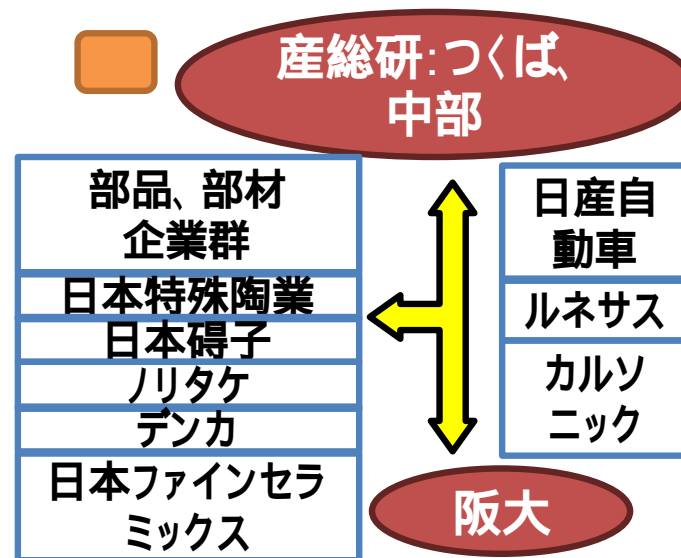 産総研:つくば、
中部
部品、部材
企業群
日本特殊陶業
日本碍子
ノリタケ
デンカ
日本ファインセラ
ミックス
日産自
動車
ルネサス
カルソ
ニック
阪大